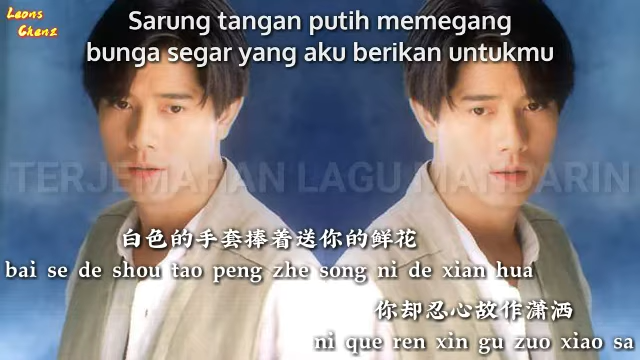 Leons
Chenz
Sarung tangan putih memegang
bunga segar yang aku berikan untukmu
TERJEMAHAN LAGU MANDARIN
白色的手套捧着送你的鲜花
bai se de shou tao peng zhe song ni de xian hua
你却忍心故作潇洒
ni que ren xin gu zuo xiao sa